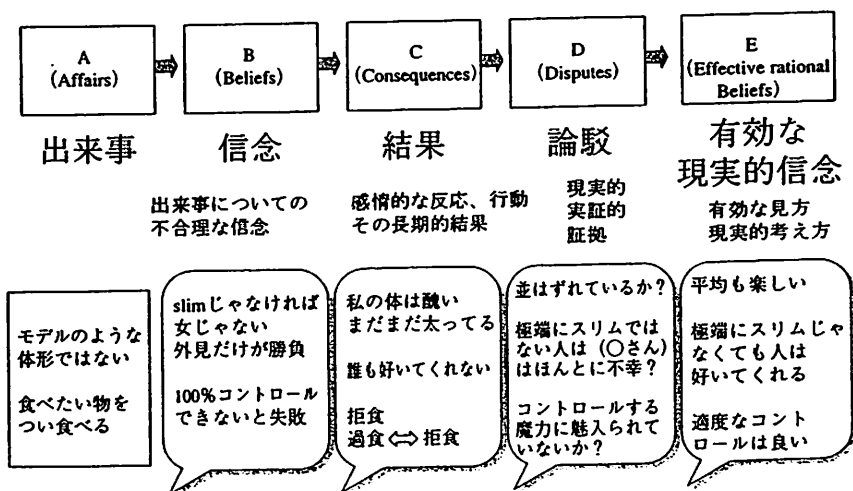 A
(Affairs)
B
(Beliefs)
C
(Consequences)
D
(Disputes)
E
(Effective rational
Beliefs)
出来事
信念
結果
論駁
有効な
現実的信念
出来事についての
不合理な信念
感情的な反応、行動
その長期的結果
現実的
実証的
証拠
有効な見方
現実的考え方
モデルのような
体形ではない
食べたい物を
つい食べる
slimじゃなければ
女じゃない
外見だけが勝負
100%コントロール
できないと失敗
私の体は醜い
まだまだ太ってる
誰も好いてくれない
拒食
過食⇔拒食
並はずれているか?
極端にスリムでは
ない人は(〇さん)
はほんとに不幸?
コントロールする
魔力に魅入られて
いないか?
平均も楽しい
極端にスリムじゃ
なくても人は
好いてくれる
適度なコント
ロールは良い